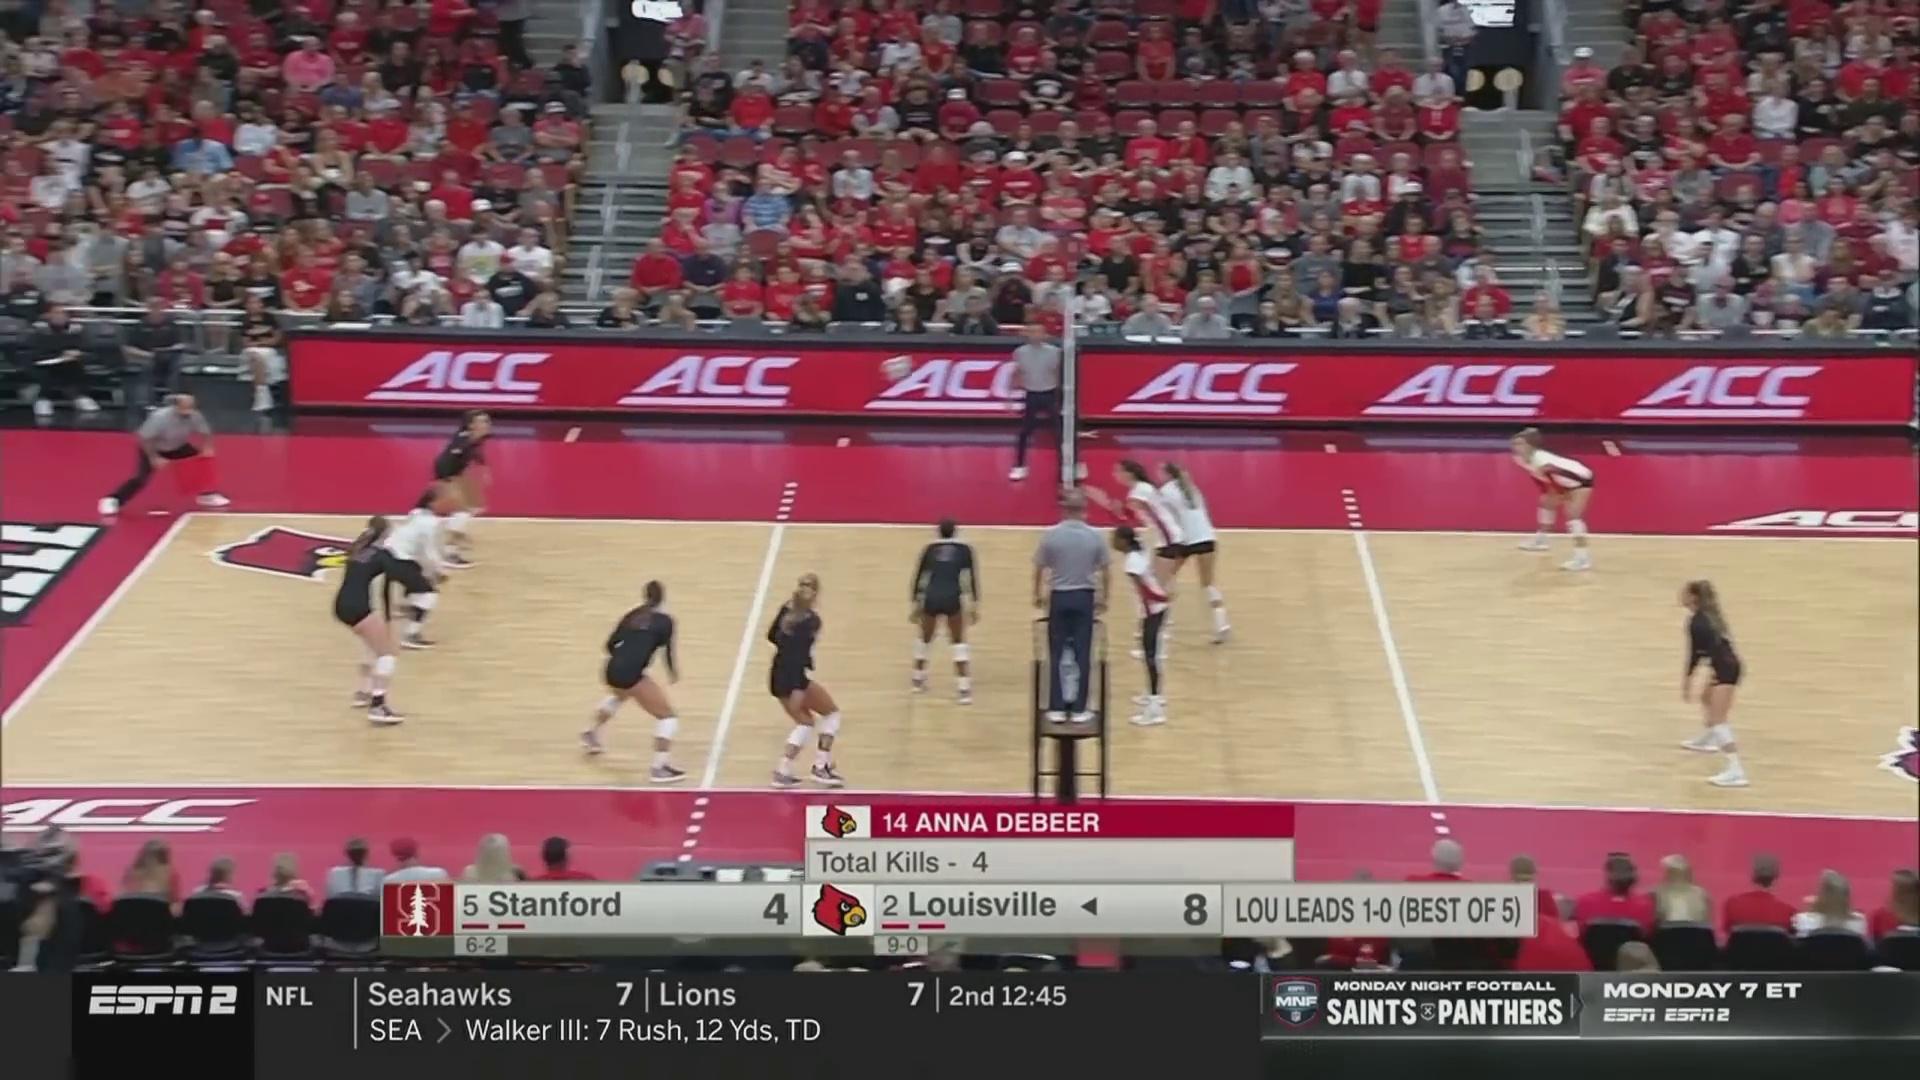 ACC ACC ACC ACC ACC ACC
ACC
ACC
14 ANNA DEBEER
Total Kills - 4
5 Stanford 4 2 Louisville 8 LOU LEADS 1-0 (BEST OF 5)
6-2 9-0
ESPN2 NFL Seahawks 7 Lions 7 2nd 12:45
SEA > Walker III: 7 Rush, 12 Yds, TD
MNF MONDAY NIGHT FOOTBALL
SAINTS PANTHERS
MONDAY 7 ET
ESPN ESPN2